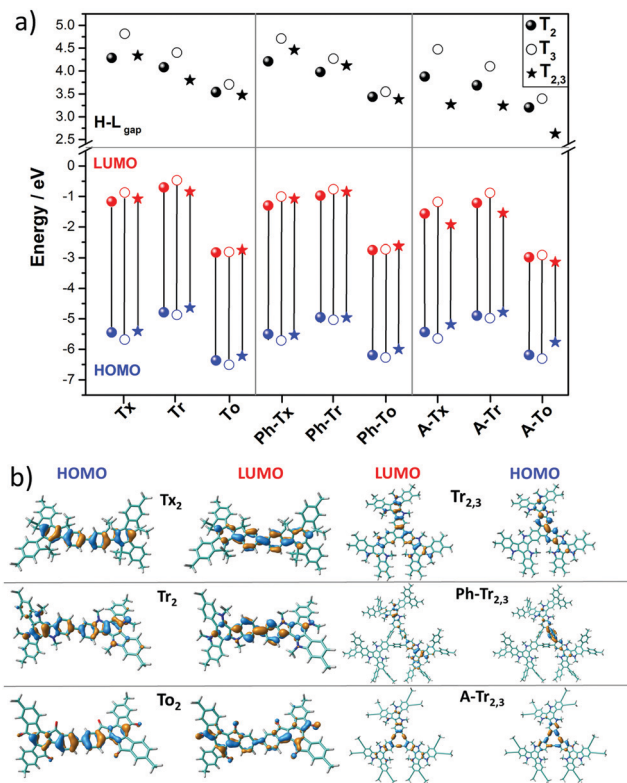 a)
5.0
4.5
4.0
3.5
3.0
2.5
H-L gap
T2
T3
T2,3
Energy / eV
LUMO
0
-1
-2
-3
-4
-5
-6
-7
HOMO
Tx
Tr
To
Ph-Tx
Ph-Tr
Ph-To
A-Tx
A-Tr
A-To
b)
HOMO LUMO LUMO HOMO
Tx2 Tr2,3
Tr2 Ph-Tr2,3
To2 A-Tr2,3